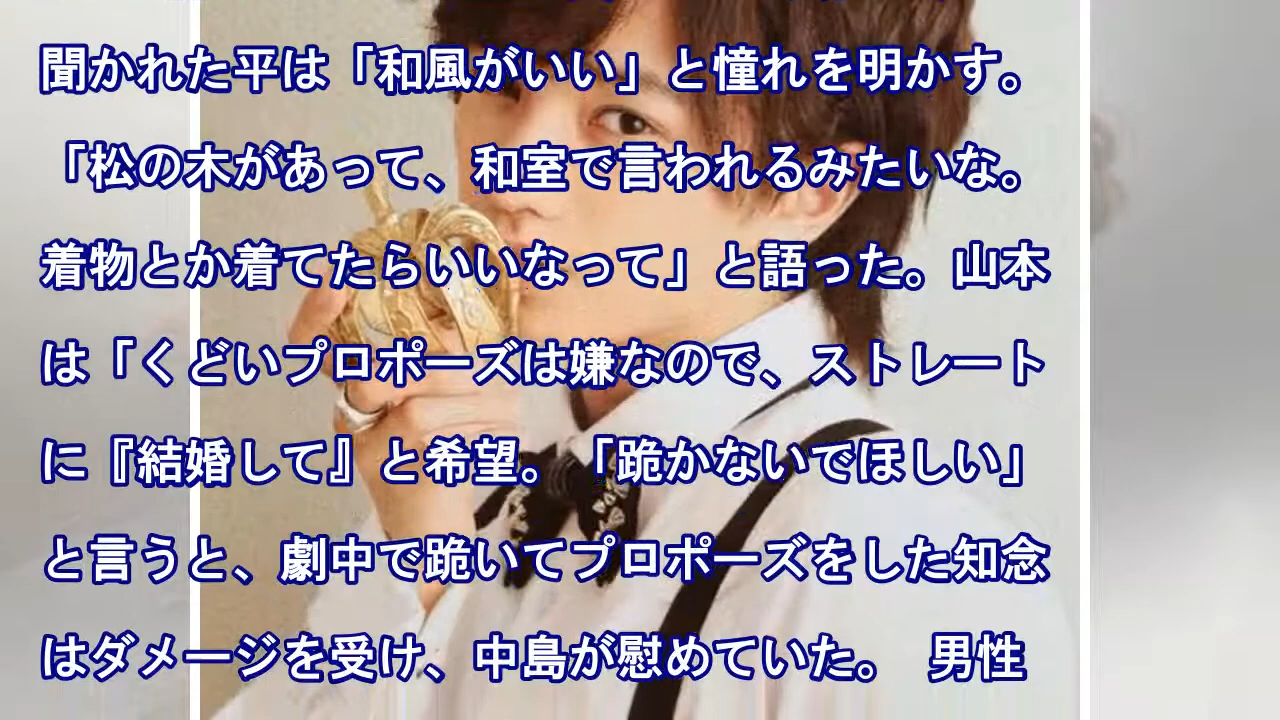 聞かれた平は「和風がいい」と憧れを明かす。
「松の木があって、和室で言われるみたいな。
着物とか着てたらいいなって」と語った。山本
は「くどいプロポーズは嫌なので、ストレート
に『結婚して』と希望。「跪かないでほしい」
と言うと、劇中で跪いてプロポーズをした知念
はダメージを受け、中島が慰めていた。　男性